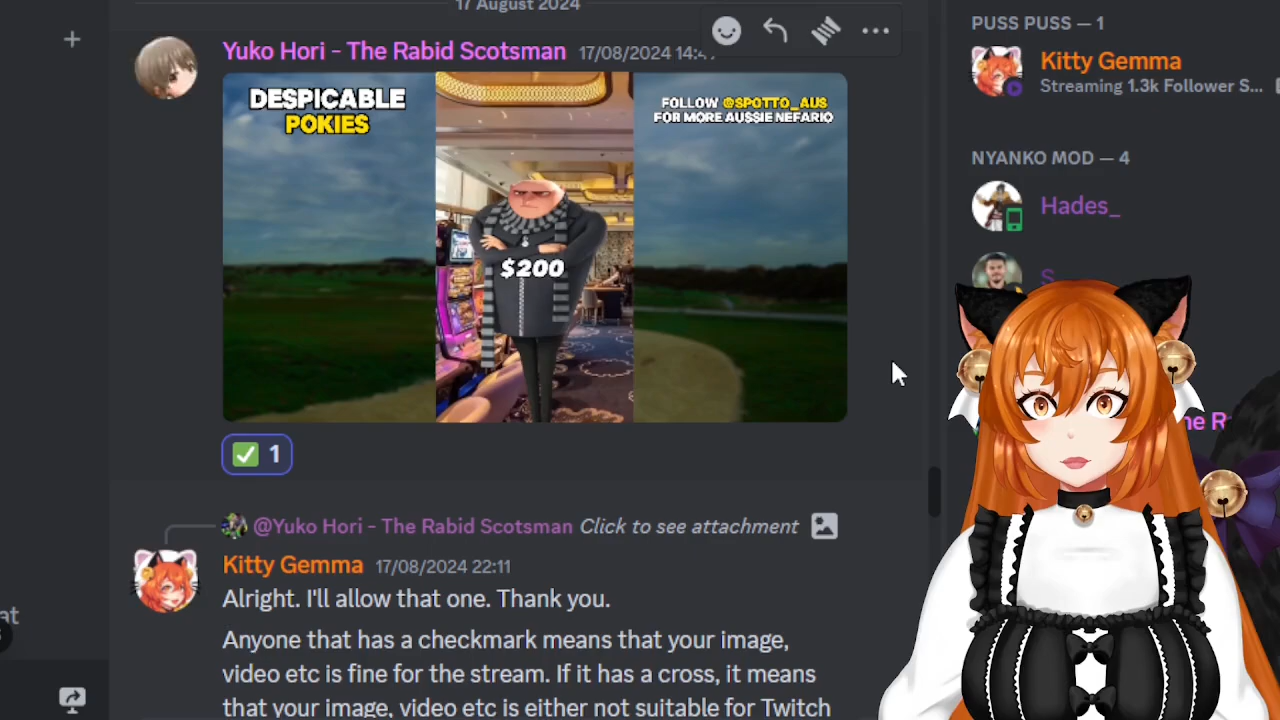 17 August 2024
Yuko Hori - The Rabid Scotsman 17/08/2024 14:4
DESPICABLE
POKIES
FOLLOW @SPOTTO_AUS
FOR MORE AUSSIE NEFARIO
$200
1
@Yuko Hori - The Rabid Scotsman Click to see attachment
Kitty Gemma 17/08/2024 22:11
Alright. I'll allow that one. Thank you.
Anyone that has a checkmark means that your image,
video etc is fine for the stream. If it has a cross, it means
that your image, video etc is either not suitable for Twitch
PUSS PUSS — 1
Kitty Gemma
Streaming 1.3k Follower S...
NYANKO MOD — 4
Hades_